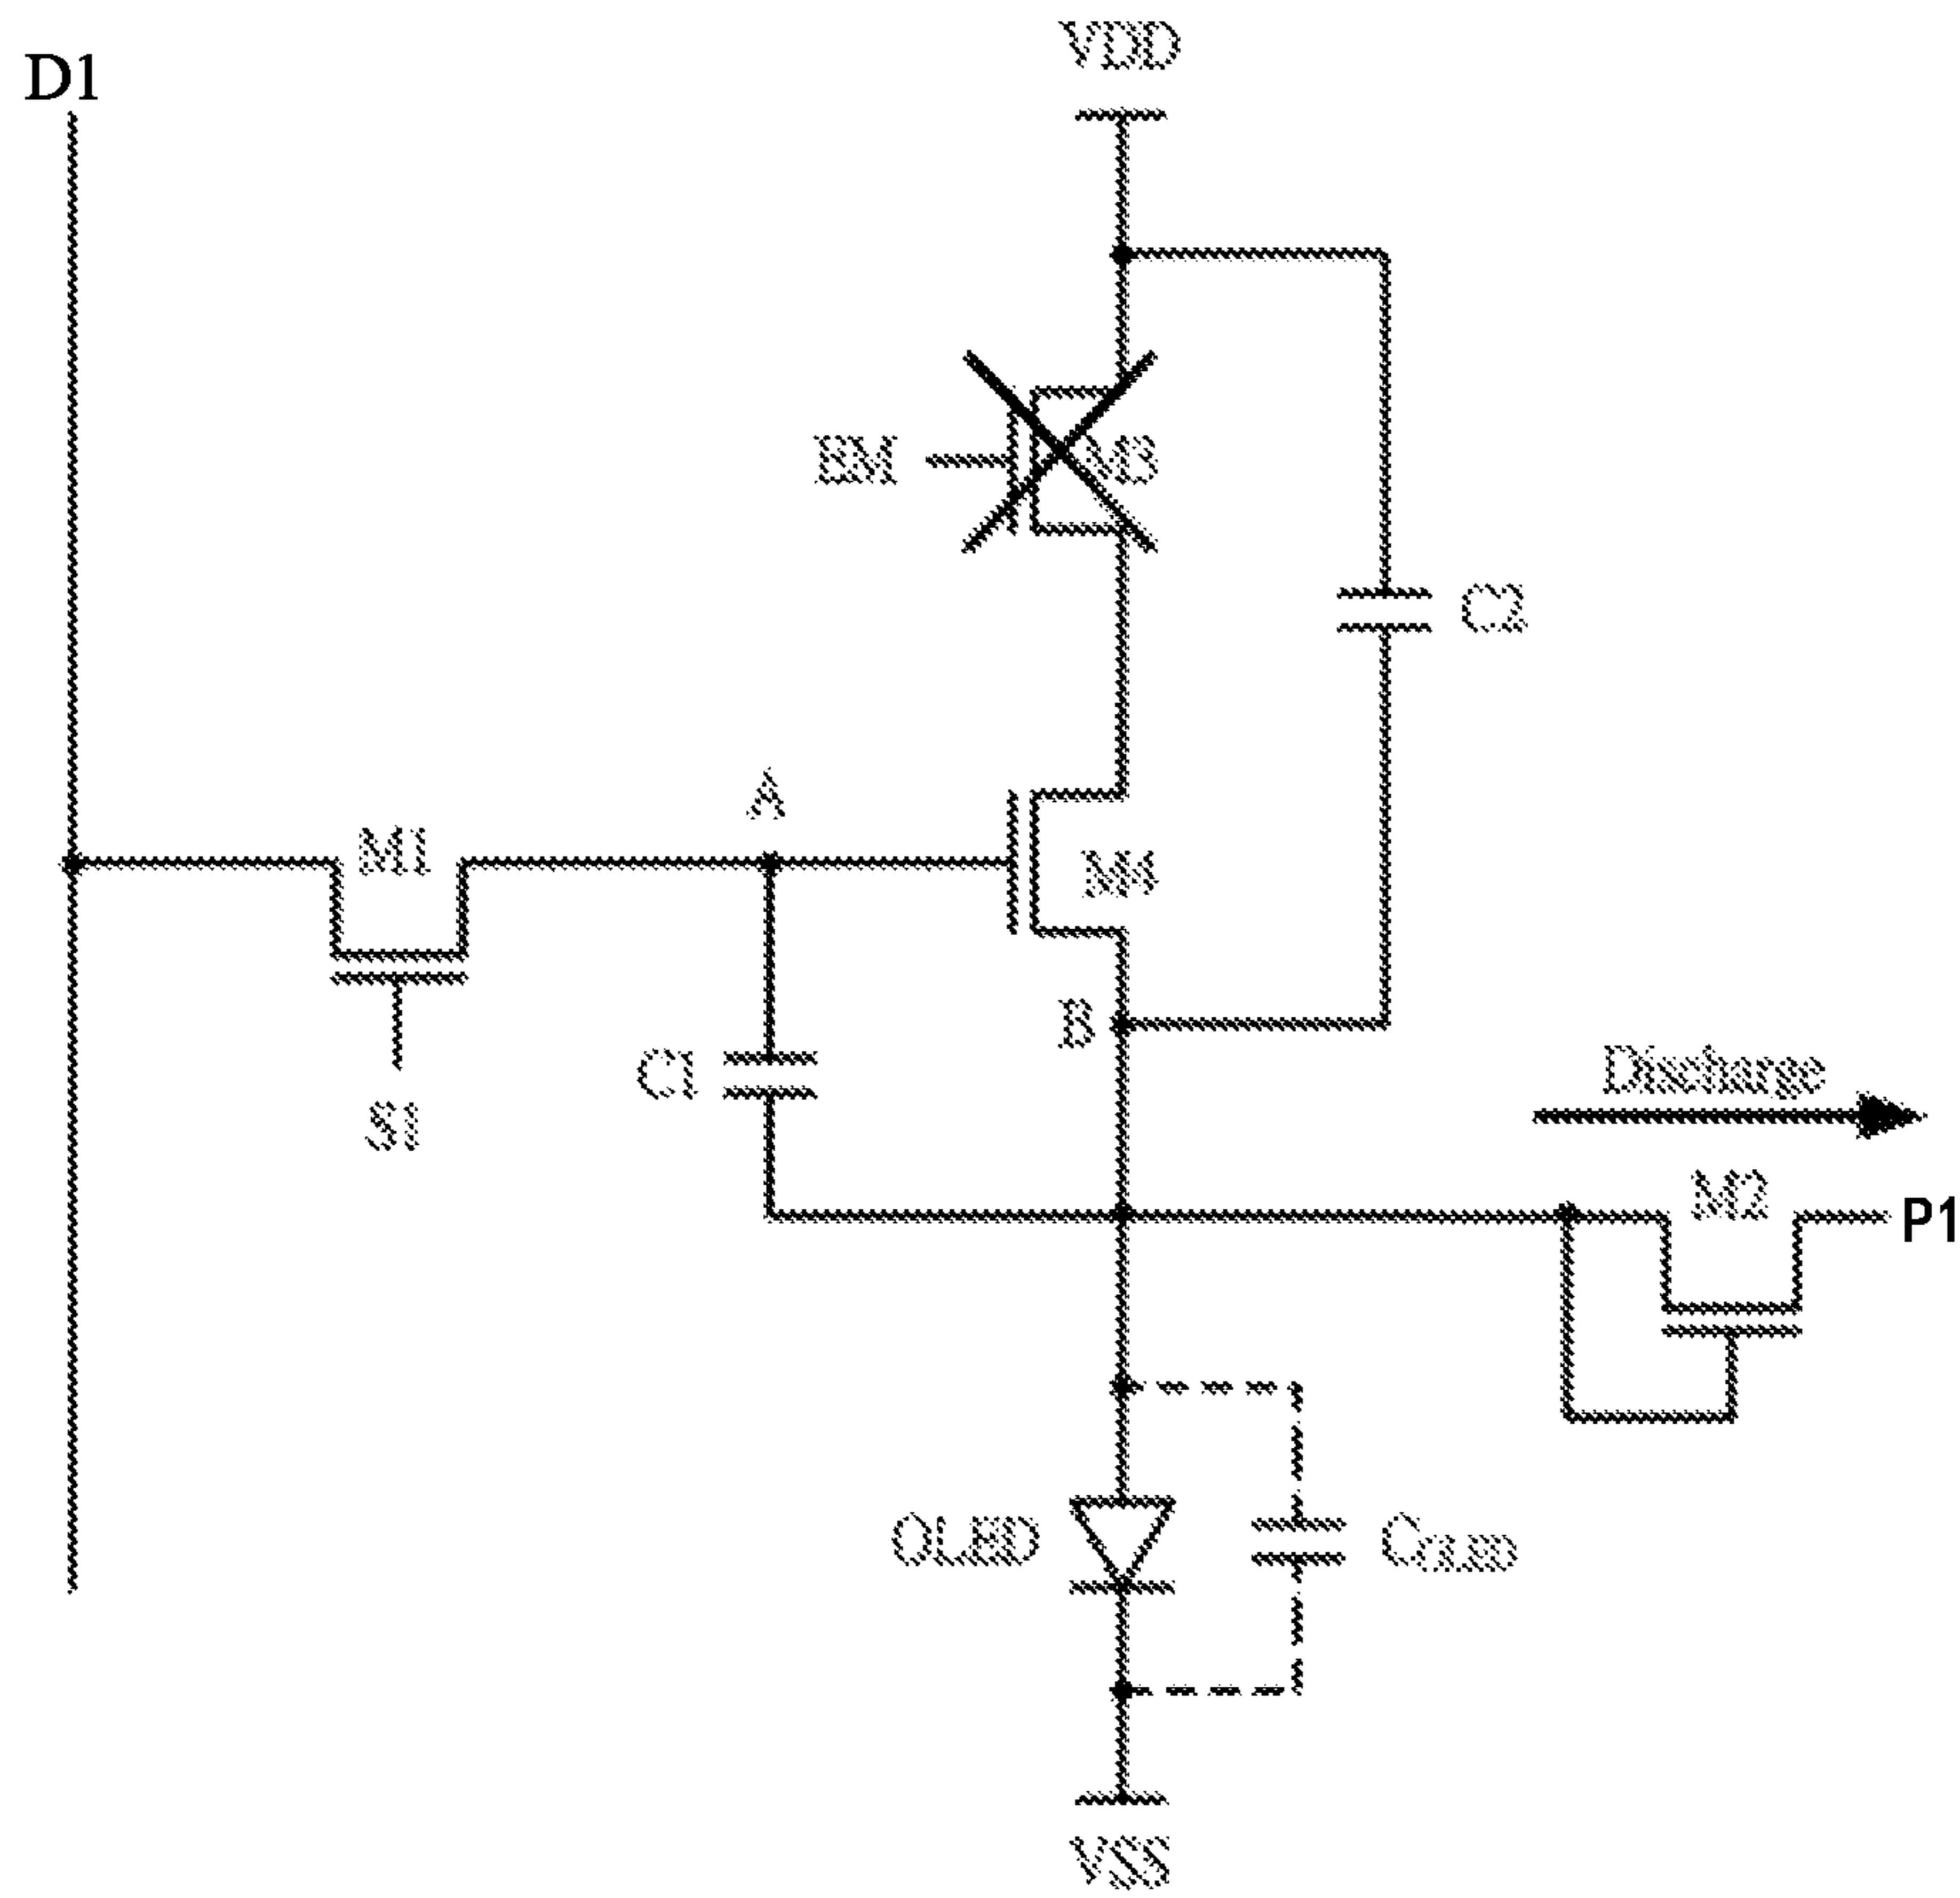 D1
VDD
EM
M3
C2
A
M1
M4
B
C1
S1
Discharge
M2
P1
OLED
COLED
VSS